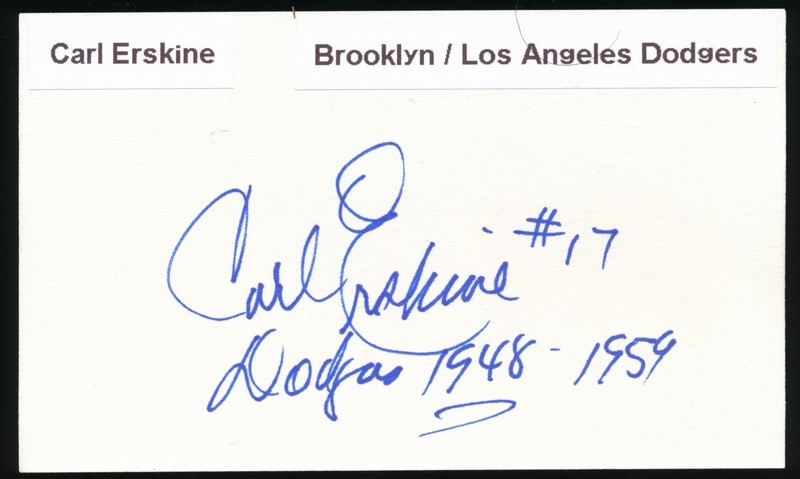 Carl Erskine
Brooklyn / Los Angeles Dodgers
Carl Erskine #17
Dodgers 1948 - 1959